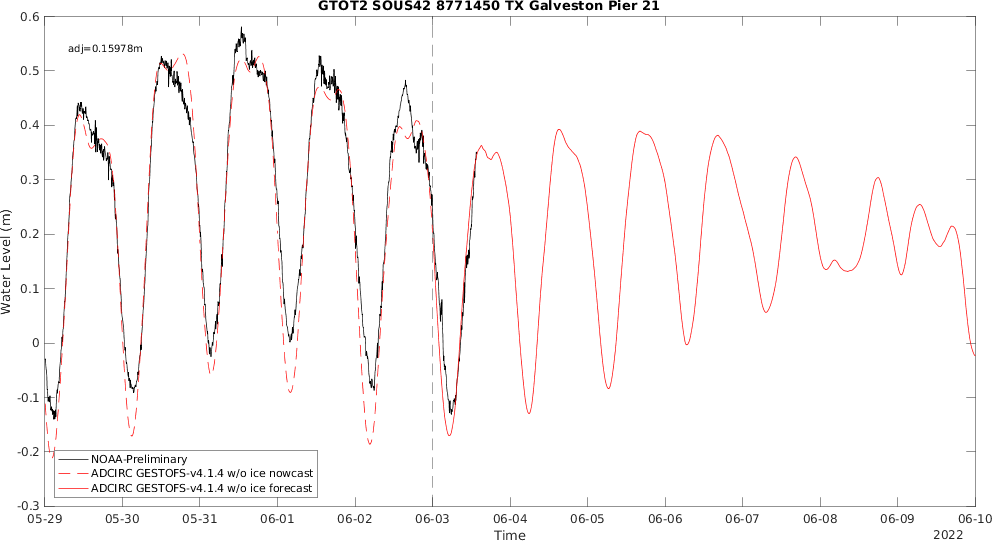 GTOT2 SOUS42 8771450 TX Galveston Pier 21
adj=0.15978m
Water Level (m)
0.6
0.5
0.4
0.3
0.2
0.1
0
-0.1
-0.2
-0.3
NOAA-Preliminary
ADCIRC GESTOFS-v4.1.4 w/o ice nowcast
ADCIRC GESTOFS-v4.1.4 w/o ice forecast
05-29 05-30 05-31 06-01 06-02 06-03 06-04 06-05 06-06 06-07 06-08 06-09 06-10
Time
2022